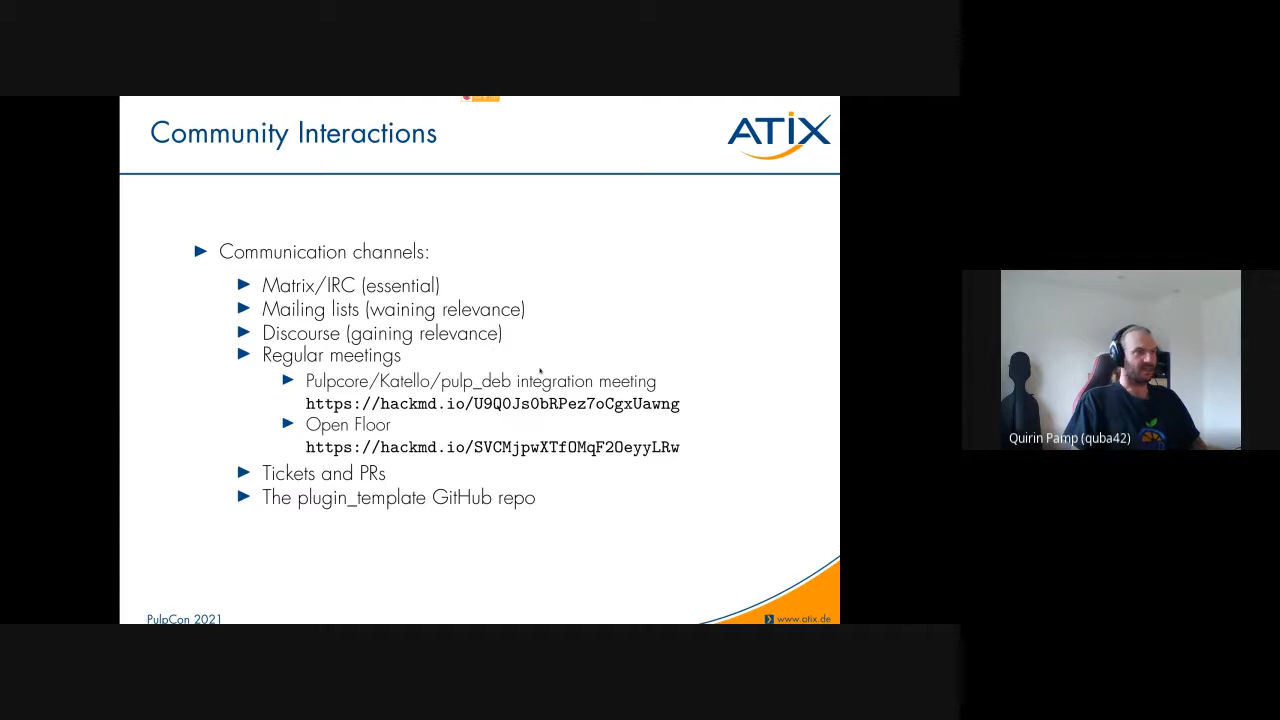 Community Interactions
ATIX
Communication channels:
Matrix/IRC (essential)
Mailing lists (waining relevance)
Discourse (gaining relevance)
Regular meetings
Pulpcore/Katello/pulp_deb integration meeting
https://hackmd.io/U9Q0Js0bRPez7oCgxUawng
Open Floor
https://hackmd.io/SVCMjpwXTfOMqF2OeyyLRw
Tickets and PRs
The plugin_template GitHub repo
PulpCon 2021
www.atix.de
Quirin Pamp (quba42)